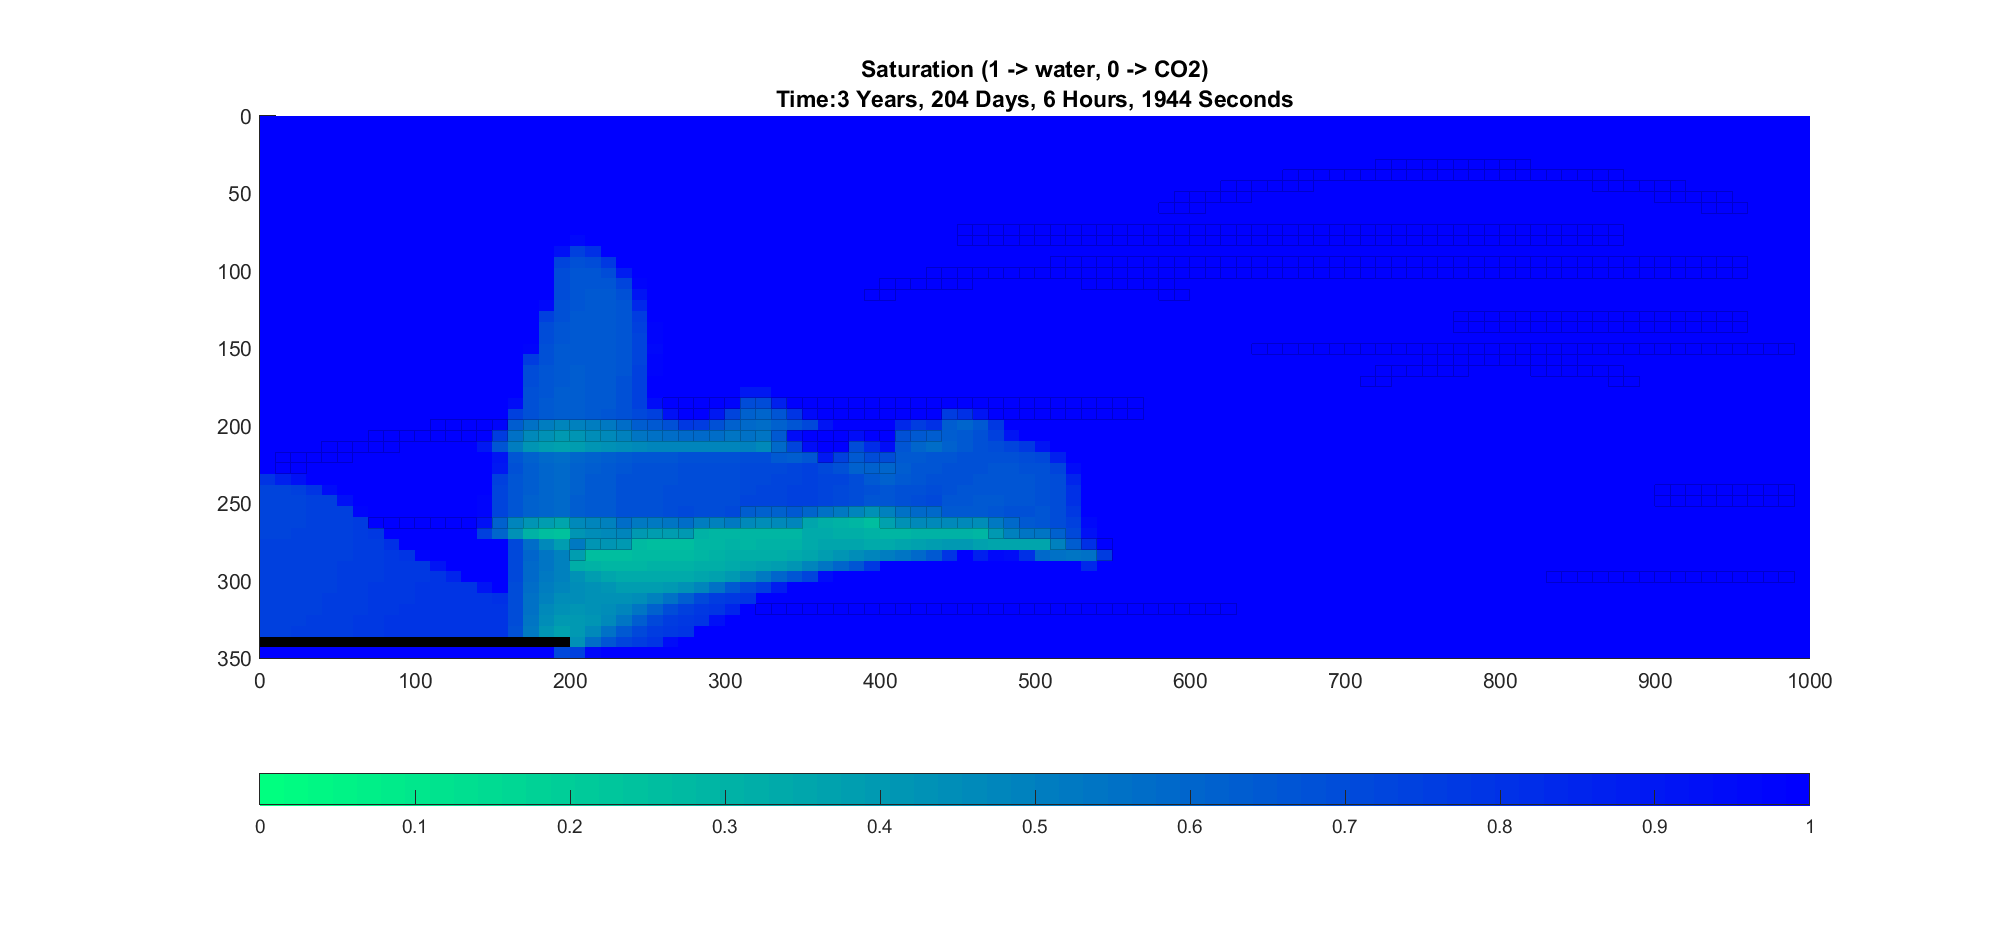 Saturation (1 -> water, 0 -> CO2)
Time:3 Years, 204 Days, 6 Hours, 1944 Seconds
0
50
100
150
200
250
300
350
0 100 200 300 400 500 600 700 800 900 1000
0 0.1 0.2 0.3 0.4 0.5 0.6 0.7 0.8 0.9 1